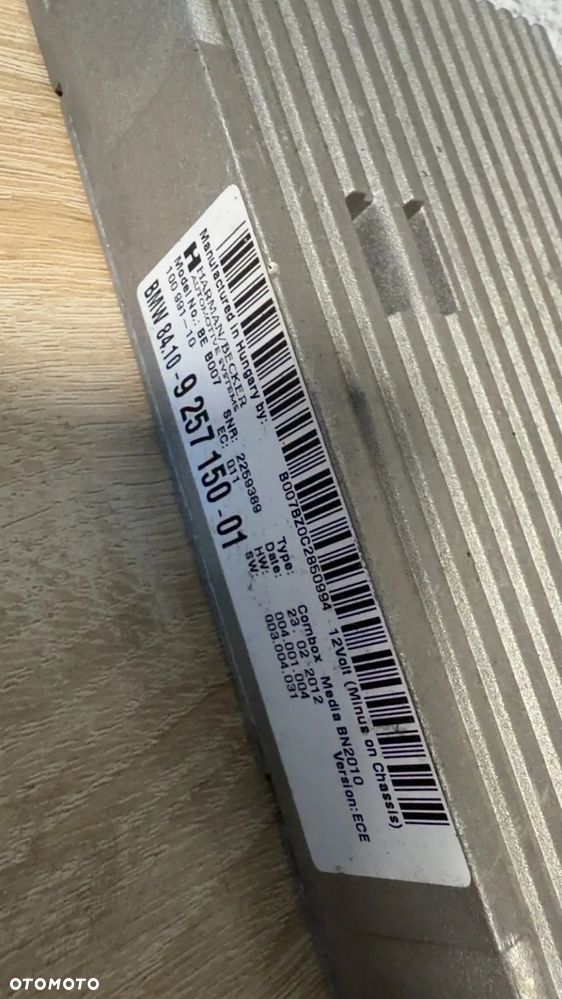 Manufactured in Hungary by:
HARMAN/BECKER
AUTOMOTIVE SYSTEMS
Model No.: BE B007 SNR: 2259389
100 991-10 EC: 011
BMW 84.10 - 9 257 150 - 01
B007BZ0C2850994 - 12Volt (Minus on Chassis)
Type: Combox Media BN2010
Date: 23. 02. 2012 Version: ECE
HW: 004.001.004
SW: 003.004.031
OTOMOTO